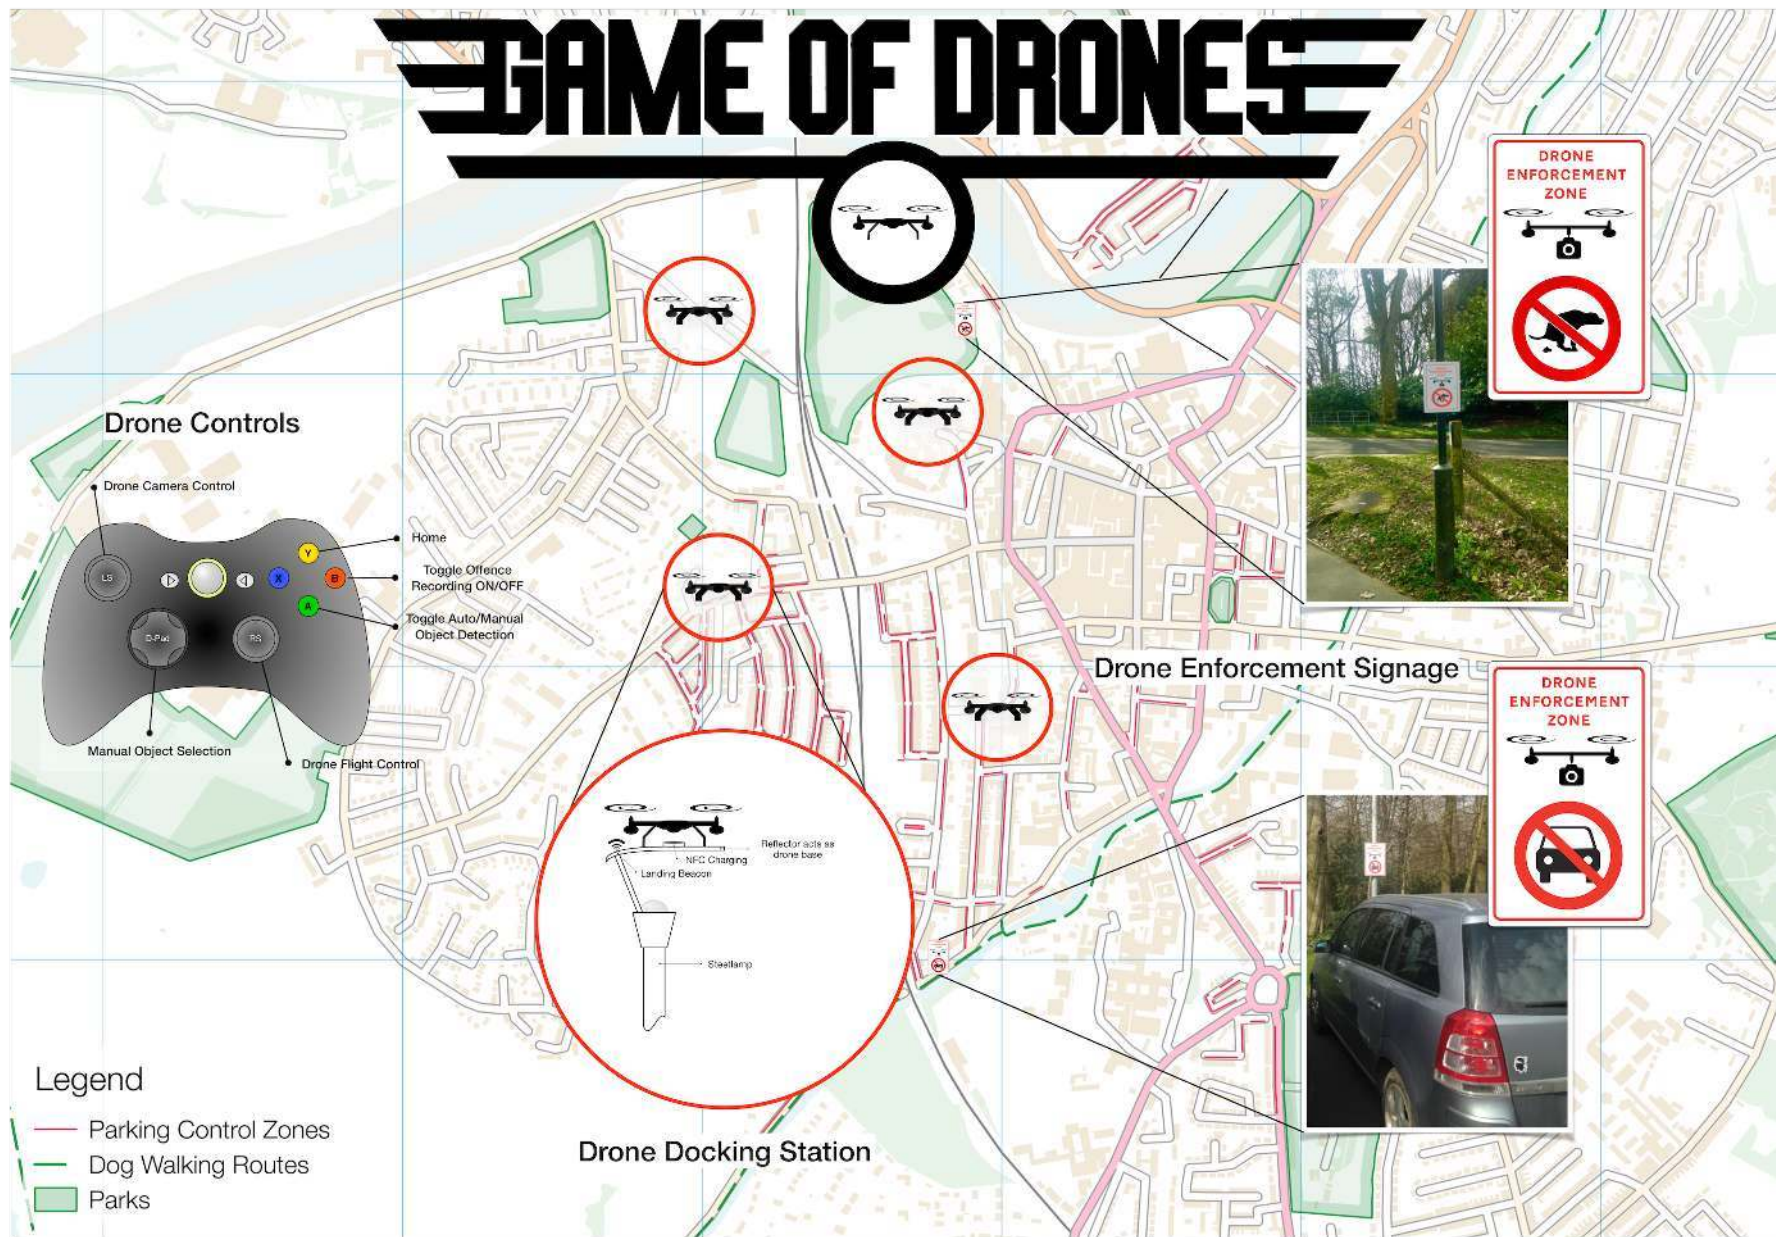 GAME OF DRONES
DRONE
ENFORCEMENT
ZONE
Drone Controls
Drone Camera Control
Home
Toggle Offence
Recording ON/OFF
Toggle Auto/Manual
Object Detection
LS
Y
X
B
A
D-Pad
RS
Manual Object Selection
Drone Flight Control
Drone Enforcement Signage
DRONE
ENFORCEMENT
ZONE
Reflector acts as
drone base
NFC Charging
Landing Beacon
Steetlamp
Drone Docking Station
Legend
Parking Control Zones
Dog Walking Routes
Parks